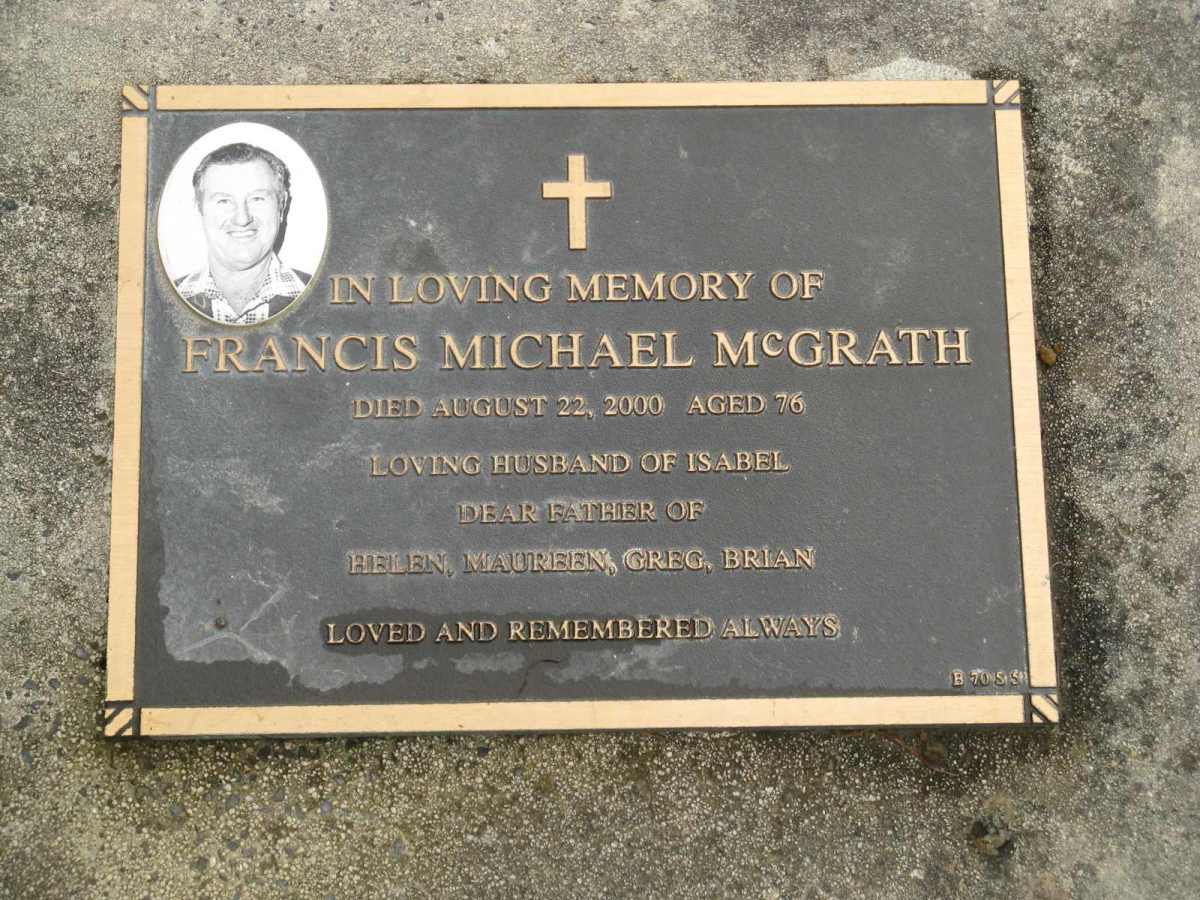 IN LOVING MEMORY OF
FRANCIS MICHAEL McGRATH
DIED AUGUST 22, 2000 AGED 76
LOVING HUSBAND OF ISABEL
DEAR FATHER OF
HELEN, MAUREEN, GREG, BRIAN
LOVED AND REMEMBERED ALWAYS
B 70 S S